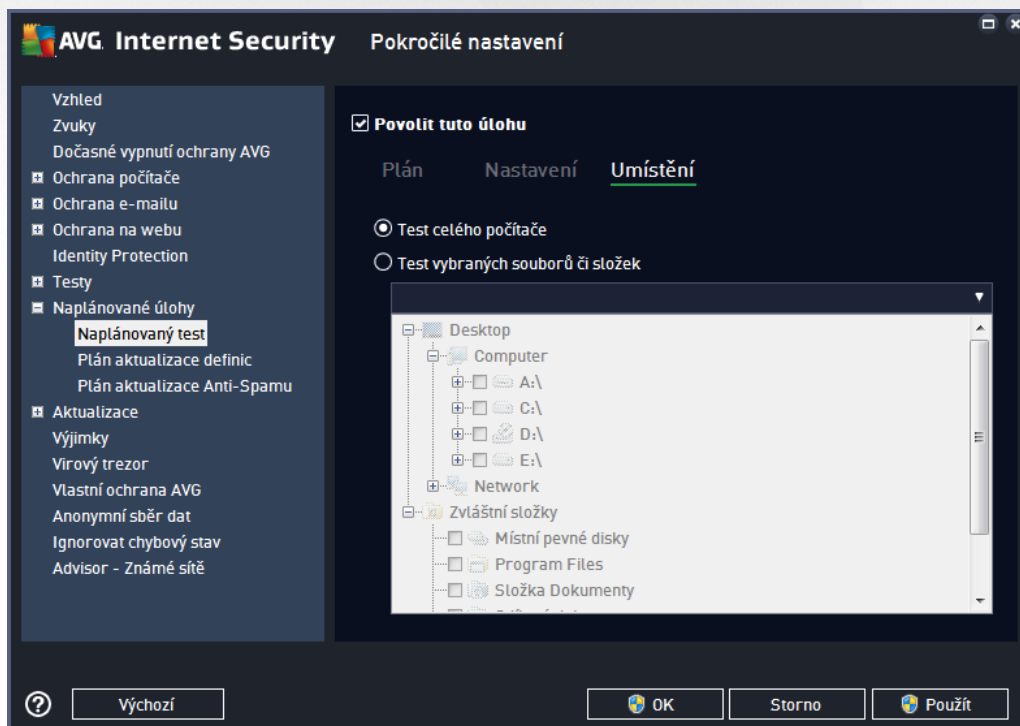 AVG. Internet Security Pokročilé nastavení
Vzhled
Zvuky
Dočasné vypnutí ochrany AVG
Ochrana počítače
Ochrana e-mailu
Ochrana na webu
Identity Protection
Testy
Naplánované úlohy
Naplánovaný test
Plán aktualizace definic
Plán aktualizace Anti-Spamu
Aktualizace
Výjimky
Virový trezor
Vlastní ochrana AVG
Anonymní sběr dat
Ignorovat chybový stav
Advisor - Známé sítě
Povolit tuto úlohu
Plán Nastavení Umístění
Test celého počítače
Test vybraných souborů či složek
Desktop
Computer
A:\
C:\
D:\
E:\
Network
Zvláštní složky
Místní pevné disky
Program Files
Složka Dokumenty
Výchozí OK Storno Použít